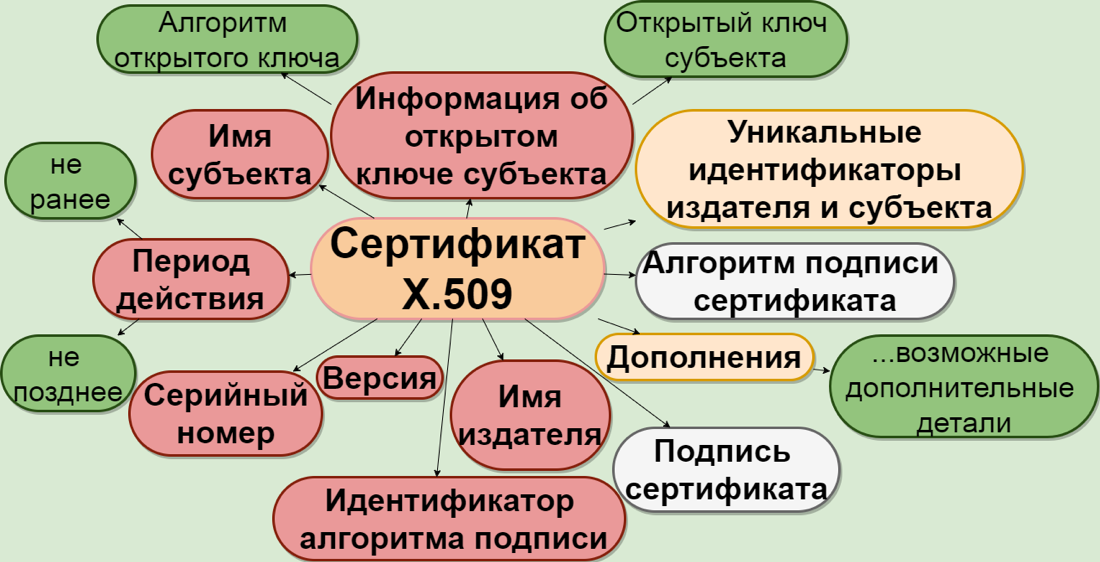 Алгоритм
открытого ключа
Открытый ключ
субъекта
Информация об
открытом
ключе субъекта
Имя
субъекта
Уникальные
идентификаторы
издателя и субъекта
не
ранее
Сертификат
X.509
Период
действия
Алгоритм подписи
сертификата
не
позднее
Серийный
номер
Версия
Имя
издателя
Дополнения
...возможные
дополнительные
детали
Подпись
сертификата
Идентификатор
алгоритма подписи